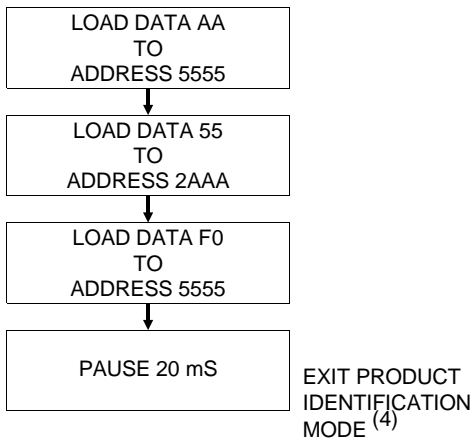 LOAD DATA AA
TO
ADDRESS 5555
LOAD DATA 55
TO
ADDRESS 2AAA
LOAD DATA F0
TO
ADDRESS 5555
PAUSE 20 mS
EXIT PRODUCT
IDENTIFICATION
MODE (4)